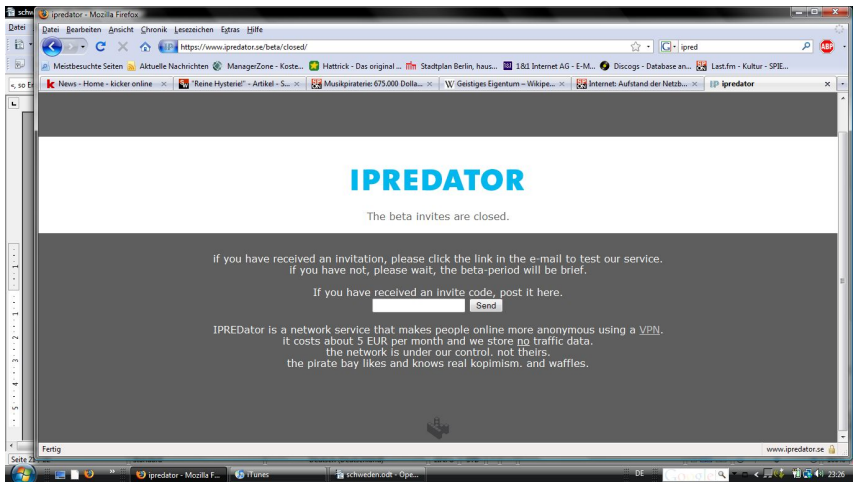 schw
ipredator - Mozilla Firefox
Datei
Datei Bearbeiten Ansicht Chronik Lesezeichen Extras Hilfe
https://www.ipredator.se/beta/closed/
ipred
ABP
Meistbesuchte Seiten Aktuelle Nachrichten ManagerZone - Koste... Hattrick - Das original ... Stadtplan Berlin, haus... 1&1 Internet AG - E-M... Discogs - Database an... Last.fm - Kultur - SPIE...
News - Home - kicker online "Reine Hysterie!" - Artikel - S... Musikpiraterie: 675.000 Dolla... Geistiges Eigentum – Wikipe... Internet: Aufstand der Netzb... ipredator
IPREDATOR
The beta invites are closed.
if you have received an invitation, please click the link in the e-mail to test our service.
if you have not, please wait, the beta-period will be brief.
If you have received an invite code, post it here.
Send
IPREDator is a network service that makes people online more anonymous using a VPN.
it costs about 5 EUR per month and we store no traffic data.
the network is under our control. not theirs.
the pirate bay likes and knows real kopimism. and waffles.
Fertig
www.ipredator.se
Seite 2
ipredator - Mozilla F... iTunes schweden.odt - Ope... DE 23:26